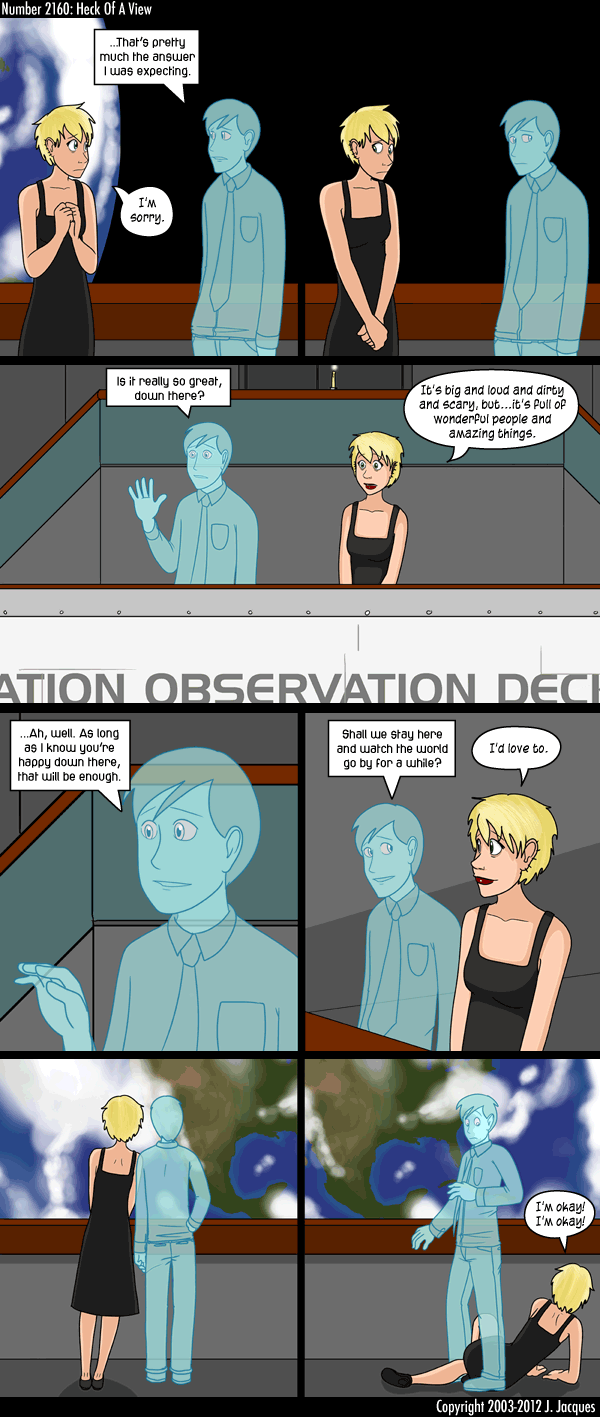 Number 2160: Heck Of A View
...That's pretty
much the answer
I was expecting.
I'm
sorry.
Is it really so great,
down there?
It's big and loud and dirty
and scary, but...it's full of
wonderful people and
amazing things.
ATION OBSERVATION DECK
...Ah, well. As long
as I know you're
happy down there,
that will be enough.
Shall we stay here
and watch the world
go by for a while?
I'd love to.
I'm okay!
I'm okay!
Copyright 2003-2012 J. Jacques